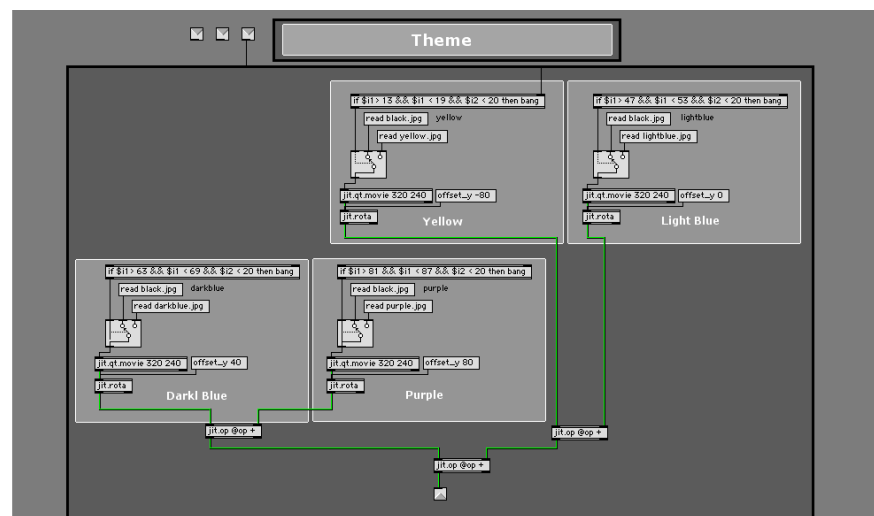 Theme
if $i1> 13 && $i1 < 19 && $i2 < 20 then bang
read black.jpg yellow
read yellow.jpg
jit.qt.movie 320 240 offset_y -80
jit.rota
Yellow
if $i1> 47 && $i1 < 53 && $i2 < 20 then bang
read black.jpg lightblue
read lightblue.jpg
jit.qt.movie 320 240 offset_y 0
jit.rota
Light Blue
if $i1> 63 && $i1 < 69 && $i2 < 20 then bang
read black.jpg darkblue
read darkblue.jpg
jit.qt.movie 320 240 offset_y 40
jit.rota
Darkl Blue
if $i1> 81 && $i1 < 87 && $i2 < 20 then bang
read black.jpg purple
read purple.jpg
jit.qt.movie 320 240 offset_y 80
jit.rota
Purple
jit.op @op +
jit.op @op +
jit.op @op +